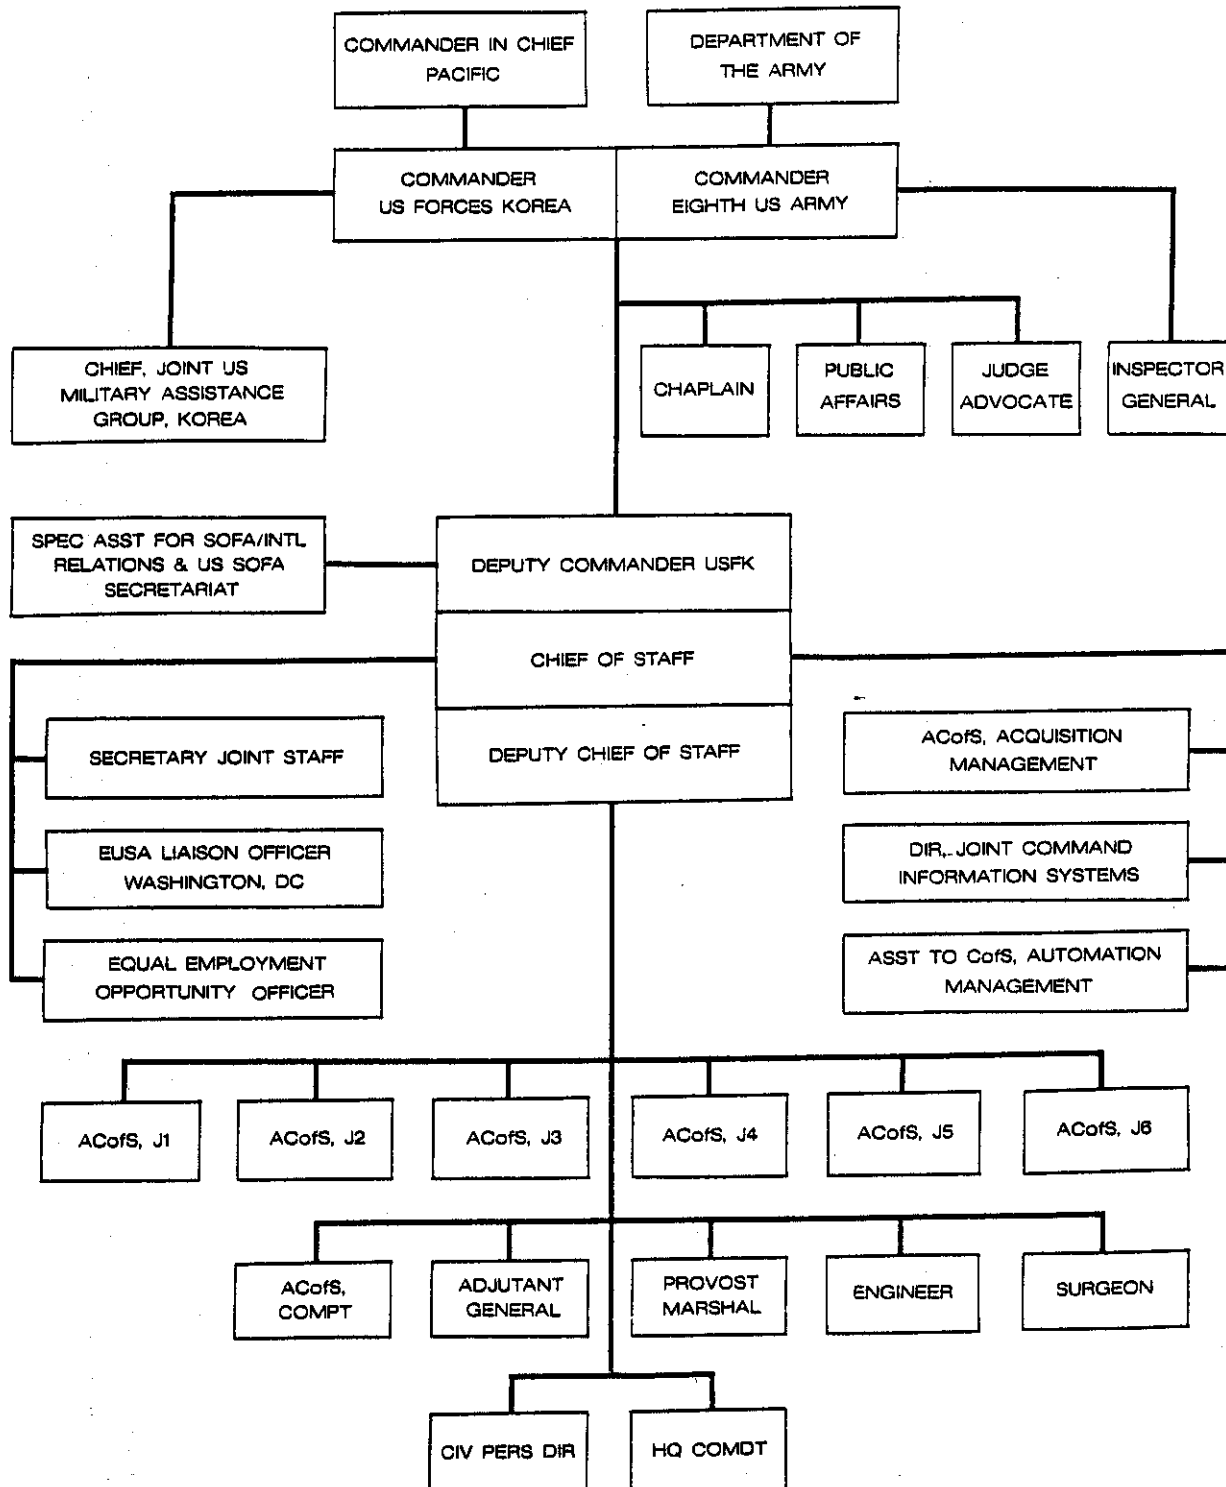 COMMANDER IN CHIEF
PACIFIC
DEPARTMENT OF
THE ARMY
COMMANDER
US FORCES KOREA
COMMANDER
EIGHTH US ARMY
CHIEF, JOINT US
MILITARY ASSISTANCE
GROUP, KOREA
CHAPLAIN
PUBLIC
AFFAIRS
JUDGE
ADVOCATE
INSPECTOR
GENERAL
SPEC ASST FOR SOFA/INTL
RELATIONS & US SOFA
SECRETARIAT
DEPUTY COMMANDER USFK
CHIEF OF STAFF
DEPUTY CHIEF OF STAFF
SECRETARY JOINT STAFF
EUSA LIAISON OFFICER
WASHINGTON, DC
EQUAL EMPLOYMENT
OPPORTUNITY OFFICER
ACofS, ACQUISITION
MANAGEMENT
DIR, JOINT COMMAND
INFORMATION SYSTEMS
ASST TO CofS, AUTOMATION
MANAGEMENT
ACofS, J1
ACofS, J2
ACofS, J3
ACofS, J4
ACofS, J5
ACofS, J6
ACofS,
COMPT
ADJUTANT
GENERAL
PROVOST
MARSHAL
ENGINEER
SURGEON
CIV PERS DIR
HQ COMDT